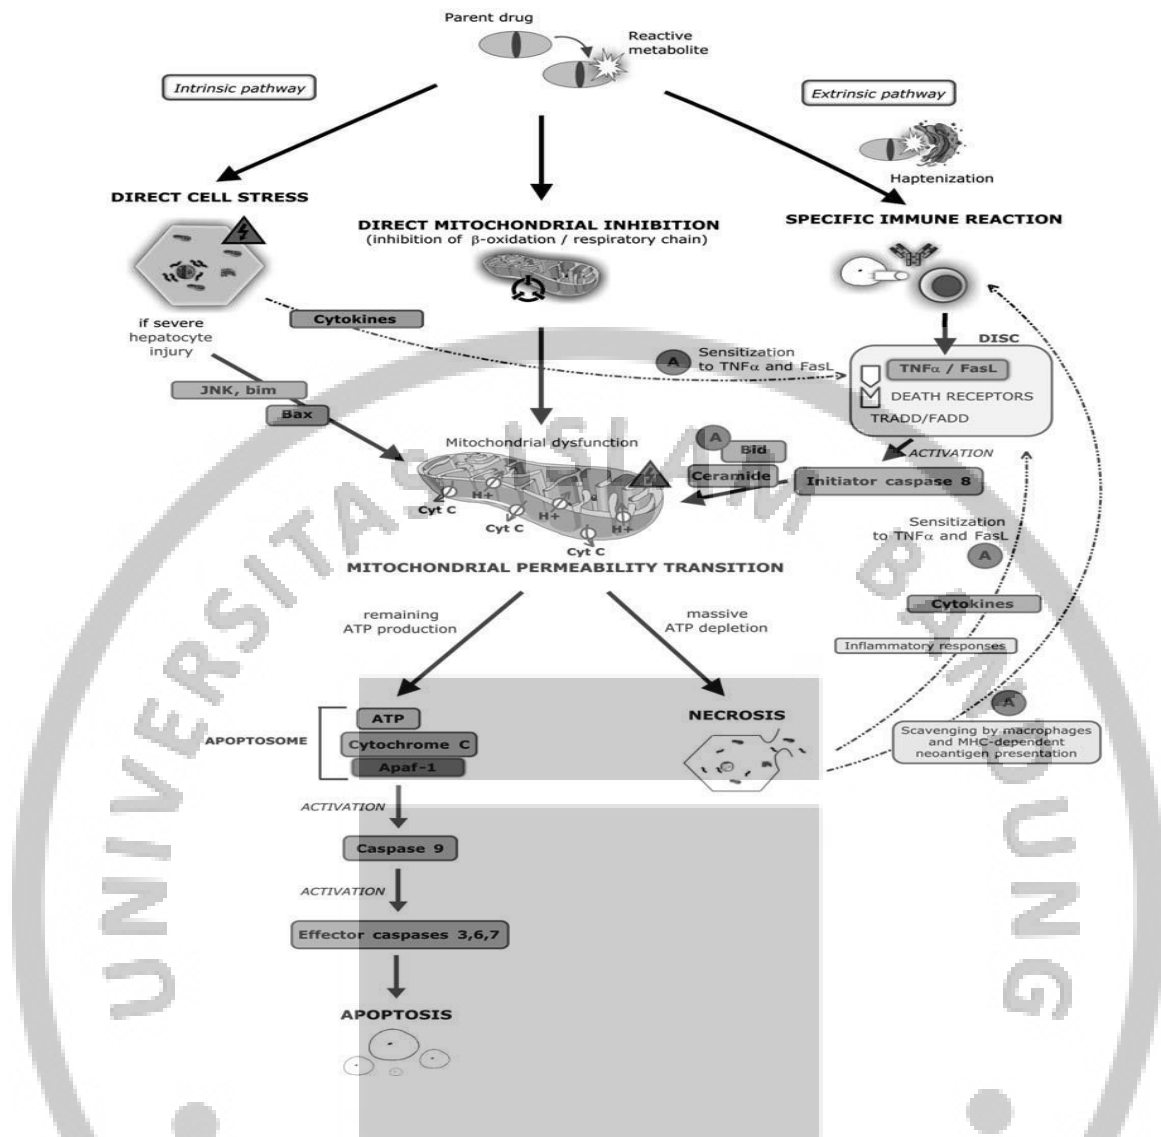 Parent drug
Reactive
metabolite
Intrinsic pathway
Extrinsic pathway
Haptenization
DIRECT CELL STRESS
DIRECT MITOCHONDRIAL INHIBITION
(inhibition of β-oxidation / respiratory chain)
SPECIFIC IMMUNE REACTION
if severe
hepatocyte
injury
Cytokines
A
Sensitization
to TNFα and FasL
DISC
TNFα / FasL
DEATH RECEPTORS
TRADD/FADD
JNK, bim
Bax
Mitochondrial dysfunction
A
Bid
Ceramide
ACTIVATION
Initiator caspase 8
Cyt C
H+
Cyt C
H+
Cyt C
H+
MITOCHONDRIAL PERMEABILITY TRANSITION
Sensitization
to TNFα and FasL
A
Cytokines
Inflammatory responses
remaining
ATP production
massive
ATP depletion
A
Scavenging by macrophages
and MHC-dependent
neoantigen presentation
APOPTOSOME
ATP
Cytochrome C
Apaf-1
NECROSIS
ACTIVATION
Caspase 9
ACTIVATION
Effector caspases 3,6,7
APOPTOSIS
UNIVERSITAS ISLAM BANDUNG